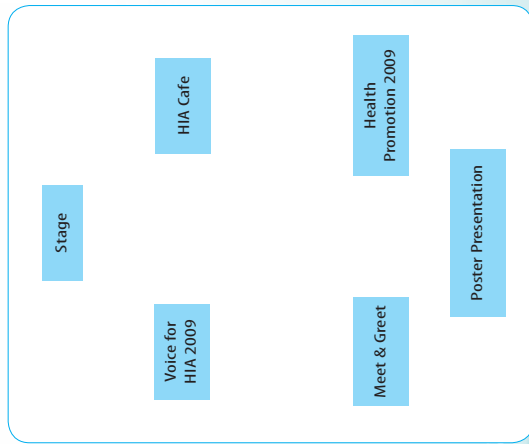 Stage
Voice for
HIA 2009
HIA Cafe
Meet & Greet
Health
Promotion 2009
Poster Presentation